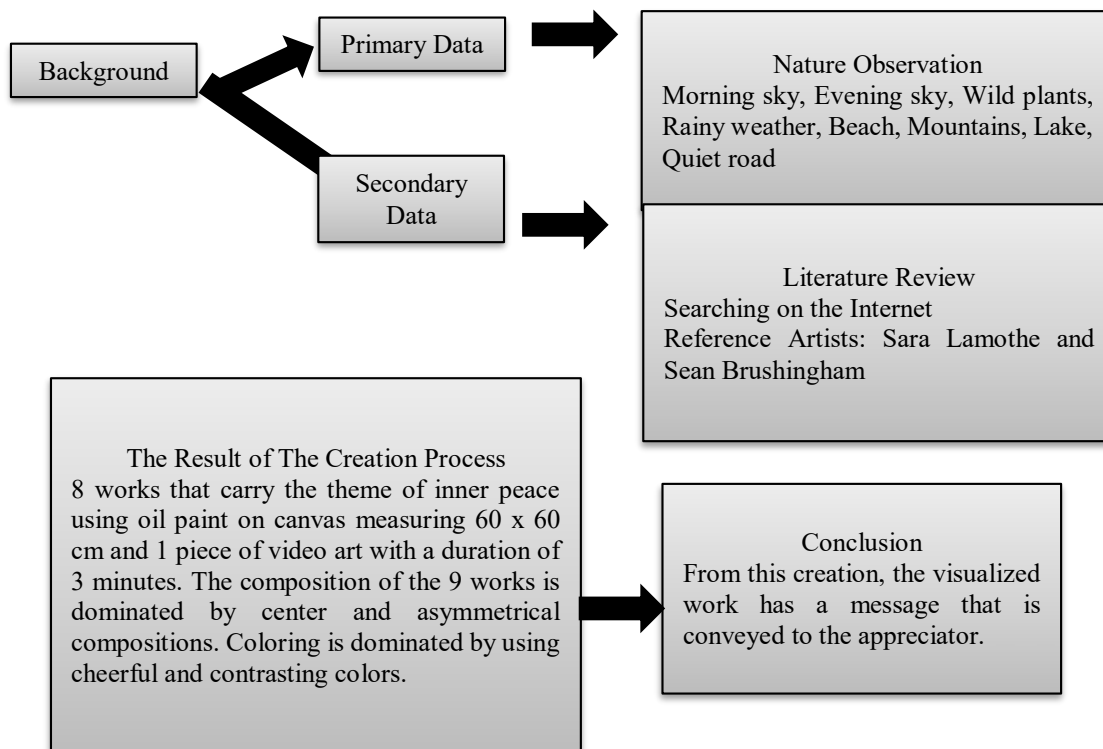 Background
Primary Data
Nature Observation
Morning sky, Evening sky, Wild plants,
Rainy weather, Beach, Mountains, Lake,
Quiet road
Secondary
Data
Literature Review
Searching on the Internet
Reference Artists: Sara Lamothe and
Sean Brushingham
The Result of The Creation Process
8 works that carry the theme of inner peace
using oil paint on canvas measuring 60 x 60
cm and 1 piece of video art with a duration of
3 minutes. The composition of the 9 works is
dominated by center and asymmetrical
compositions. Coloring is dominated by using
cheerful and contrasting colors.
Conclusion
From this creation, the visualized
work has a message that is
conveyed to the appreciator.